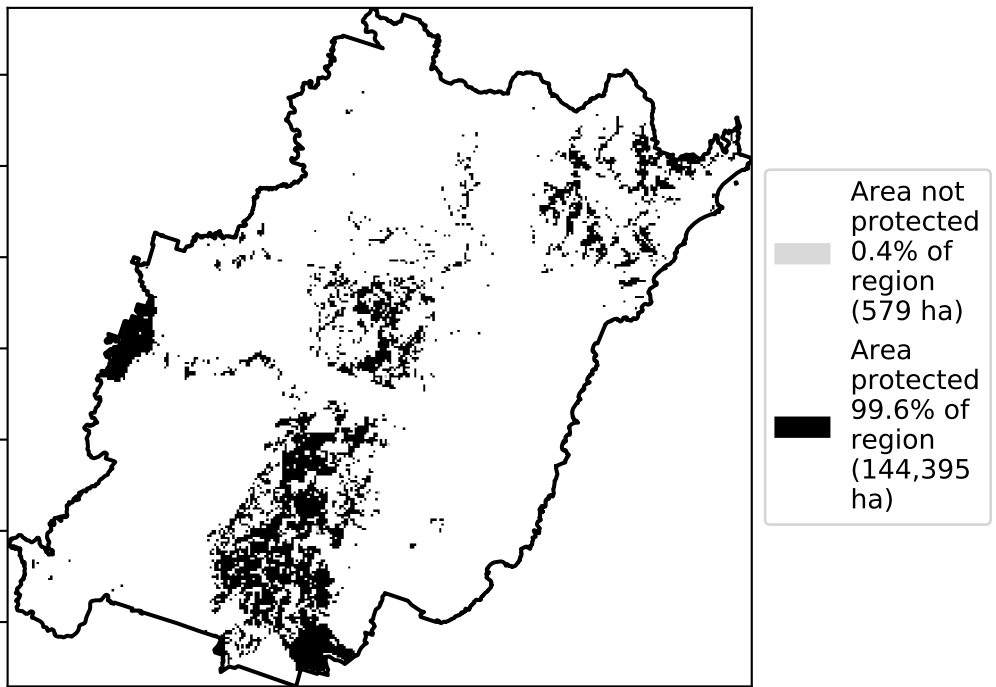 Area not
protected
0.4% of
region
(579 ha)
Area
protected
99.6% of
region
(144,395
ha)